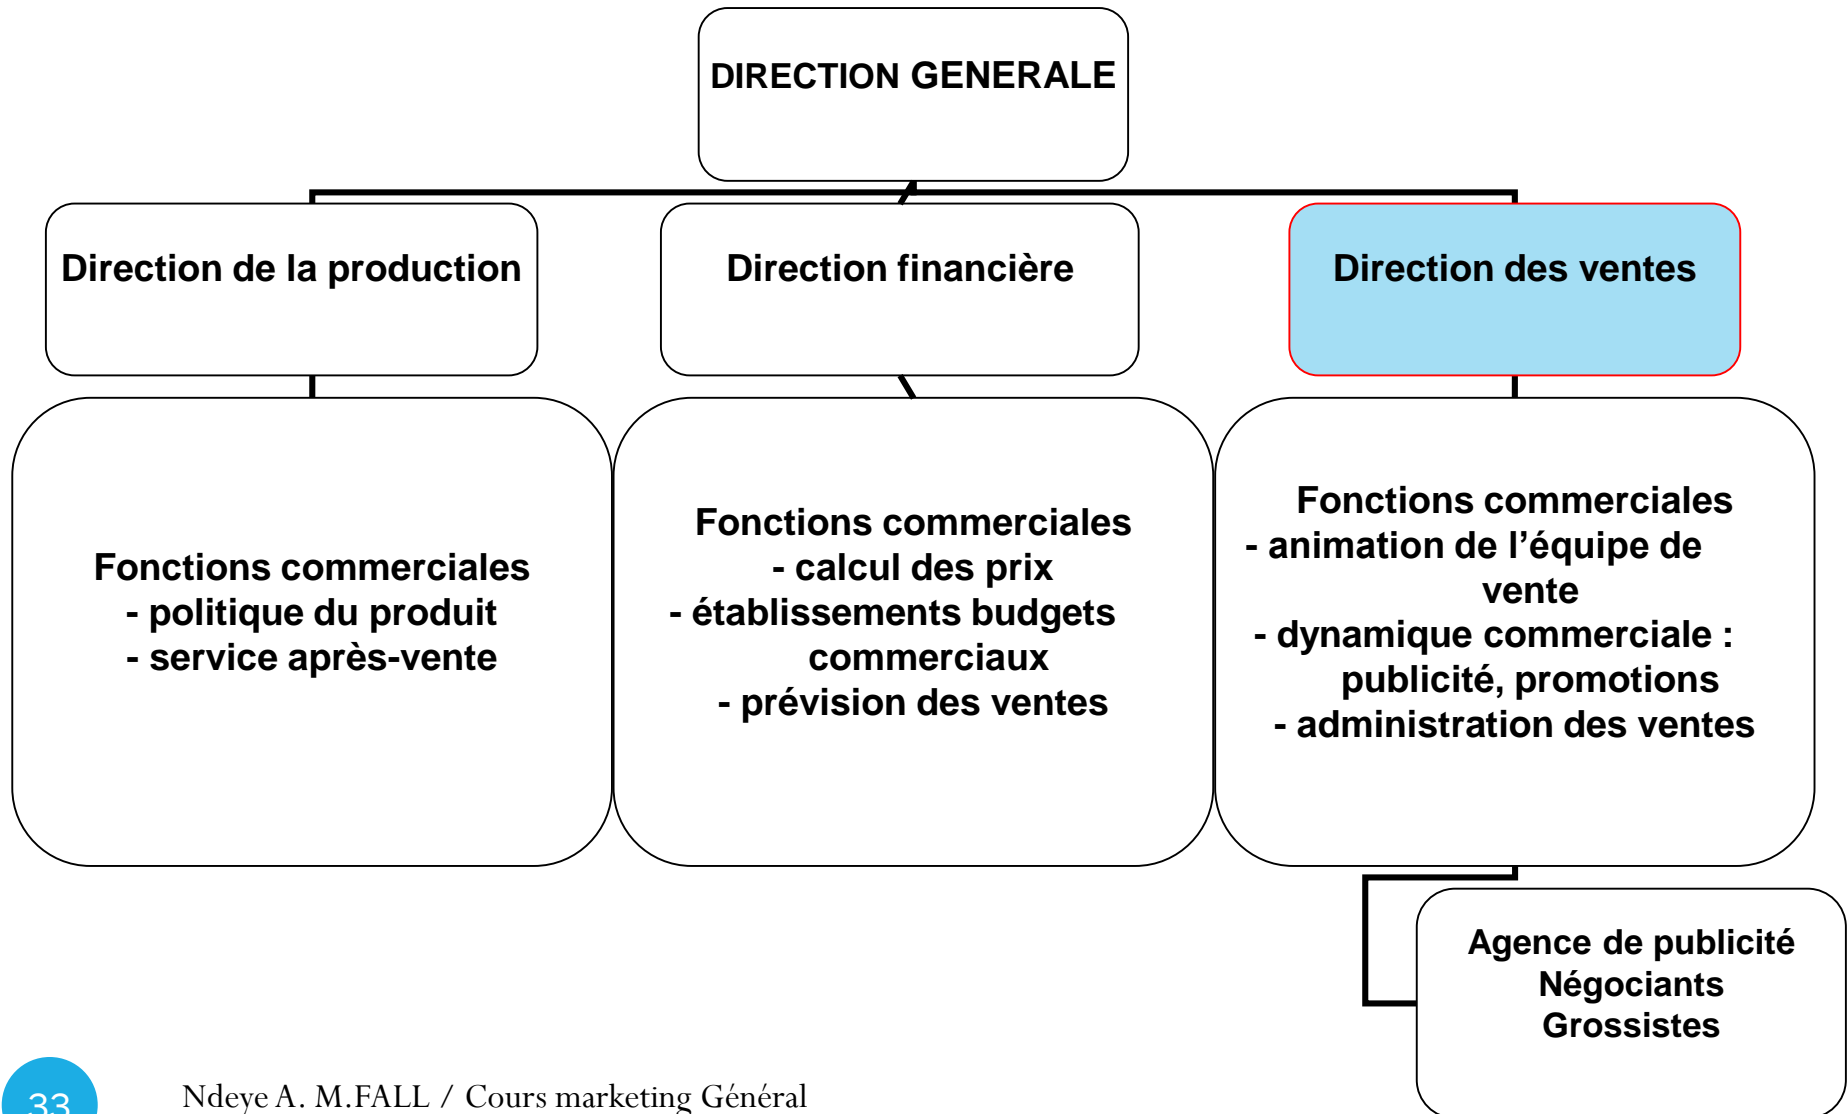 DIRECTION GENERALE
Direction de la production
Direction financière
Direction des ventes
Fonctions commerciales
- politique du produit
- service après-vente
Fonctions commerciales
- calcul des prix
- établissements budgets
commerciaux
- prévision des ventes
Fonctions commerciales
- animation de l’équipe de
vente
- dynamique commerciale :
publicité, promotions
- administration des ventes
Agence de publicité
Négociants
Grossistes
33
Ndeye A. M.FALL / Cours marketing Général